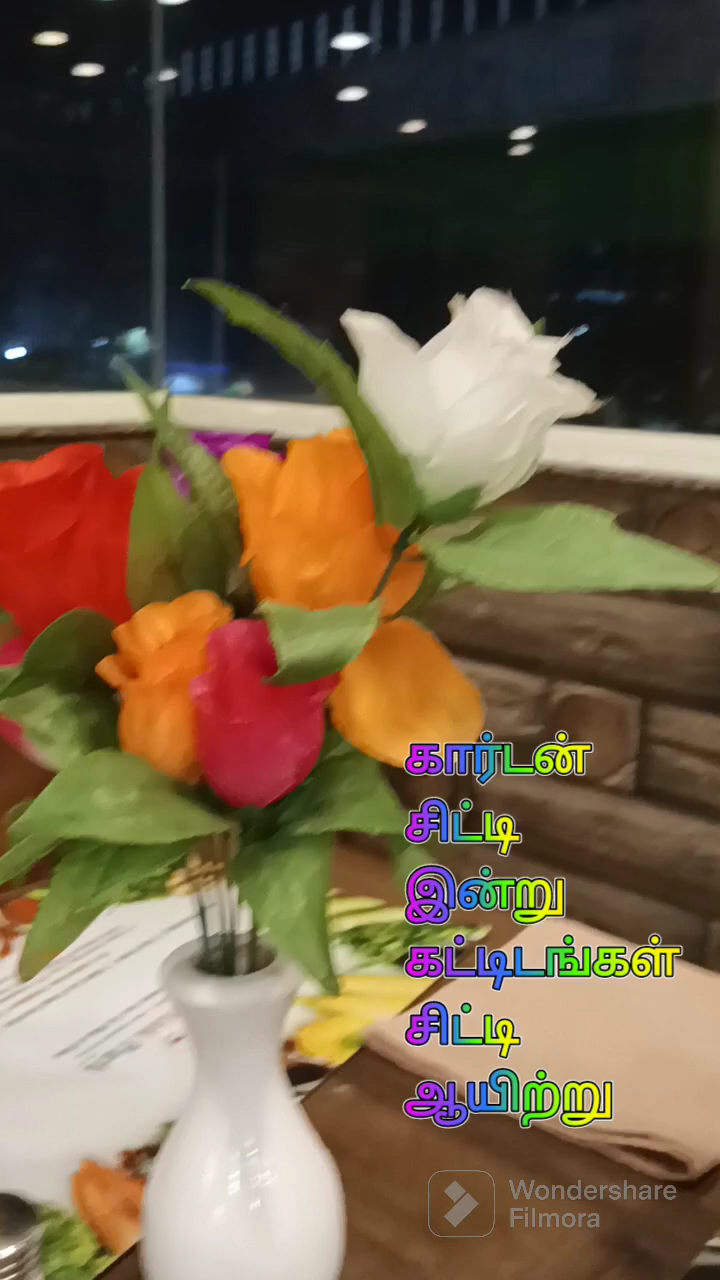 கார்டன்
சிட்டி
இன்று
கட்டிடங்கள்
சிட்டி
ஆயிற்று
Wondershare
Filmora